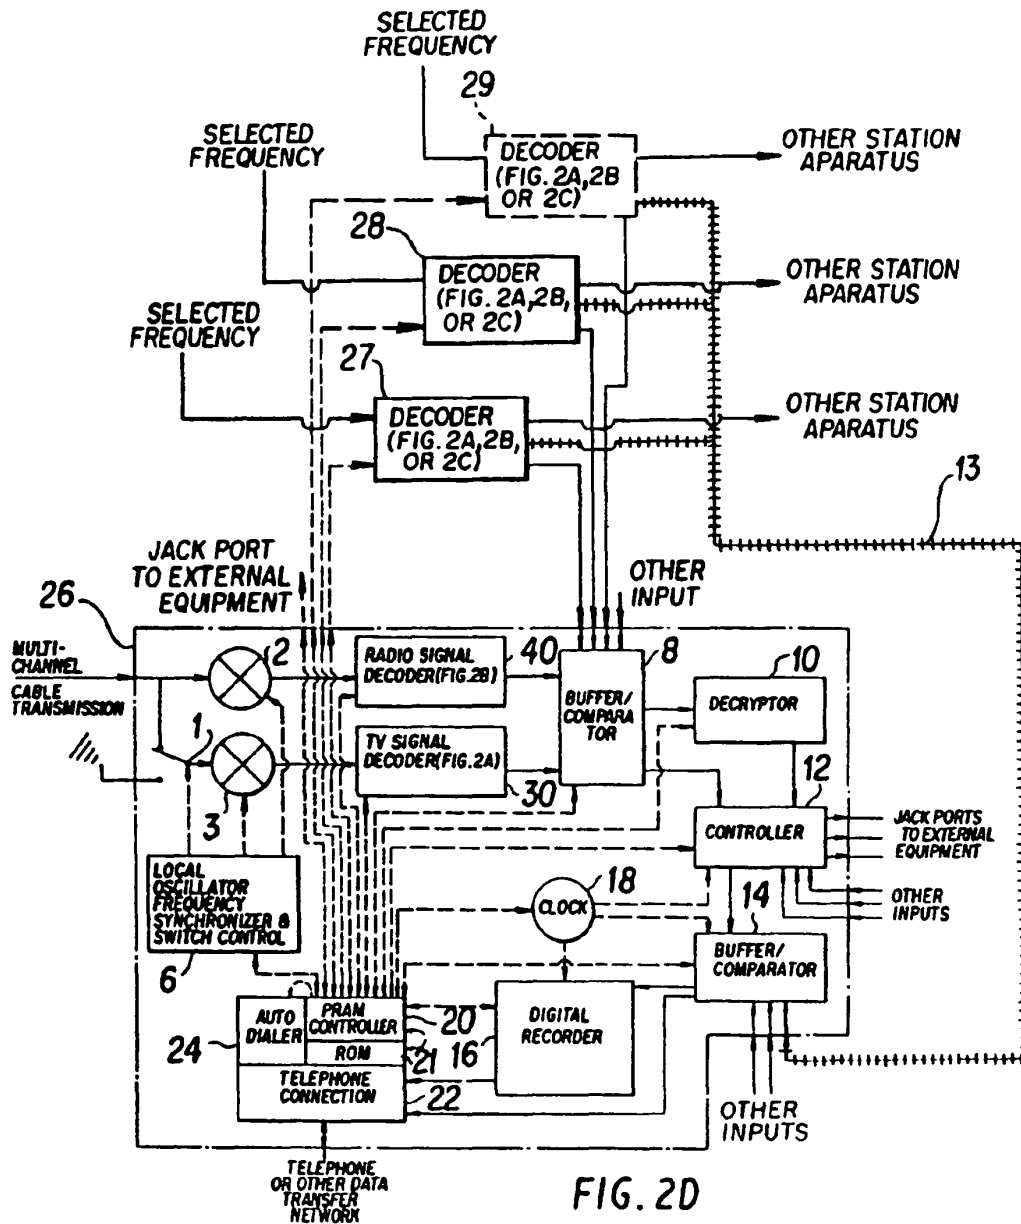 SELECTED
FREQUENCY
29
SELECTED
FREQUENCY
DECODER
(FIG. 2A, 2B
OR 2C)
OTHER STATION
APPARATUS
28
DECODER
(FIG. 2A, 2B,
OR 2C)
OTHER STATION
APARATUS
SELECTED
FREQUENCY
27
DECODER
(FIG. 2A, 2B,
OR 2C)
OTHER STATION
APARATUS
13
JACK PORT
TO EXTERNAL
EQUIPMENT
OTHER
INPUT
26
MULTI-
CHANNEL
CABLE
TRANSMISSION
2
RADIO SIGNAL
DECODER (FIG. 2B)
40
8
BUFFER/
COMPARA
TOR
10
DECRYPTOR
1
3
TV SIGNAL
DECODER (FIG. 2A)
30
12
CONTROLLER
JACK PORTS
TO EXTERNAL
EQUIPMENT
OTHER
INPUTS
LOCAL
OSCILLATOR
FREQUENCY
SYNCHRONIZER &
SWITCH CONTROL
6
18
CLOCK
14
BUFFER/
COMPARATOR
24
AUTO
DIALER
PRAM
CONTROLLER
20
ROM
21
16
DIGITAL
RECORDER
TELEPHONE
CONNECTION
22
OTHER
INPUTS
TELEPHONE
OR OTHER DATA
TRANSFER
NETWORK
FIG. 2D